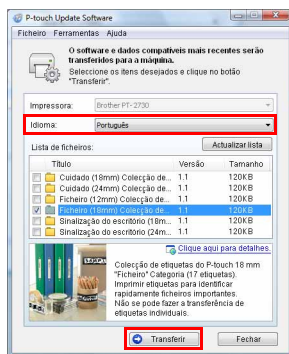 P-touch Update Software
Ficheiro Ferramentas Ajuda
O software e dados compatíveis mais recentes serão
transferidos para a máquina.
Seleccione os itens desejados e clique no botão
"Transferir".
Impressora: Brother PT-2730
Idioma: Português
Lista de ficheiros: Actualizar lista
Título Versão Tamanho
Cuidado (18mm) Colecção de... 1.1 120KB
Cuidado (24mm) Colecção de... 1.1 120KB
Ficheiro (12mm) Colecção de... 1.1 120KB
Ficheiro (18mm) Colecção de... 1.1 120KB
Sinalização do escritório (18m... 1.1 120KB
Sinalização do escritório (24m... 1.1 120KB
Clique aqui para detalhes.
Colecção de etiquetas do P-touch 18 mm
"Ficheiro" Categoria (17 etiquetas).
Imprimir etiquetas para identificar
rapidamente ficheiros importantes.
Não se pode fazer a transferência de
etiquetas individuais.
Transferir Fechar